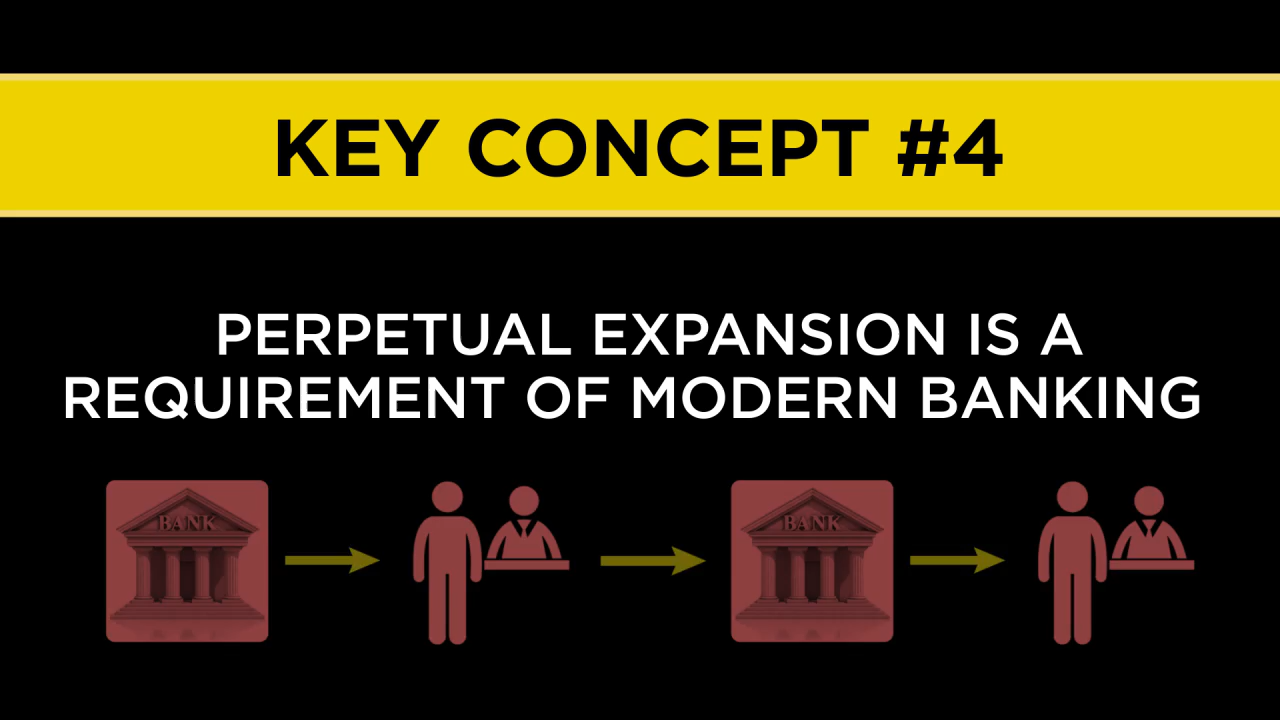 KEY CONCEPT #4
PERPETUAL EXPANSION IS A
REQUIREMENT OF MODERN BANKING
BANK
BANK